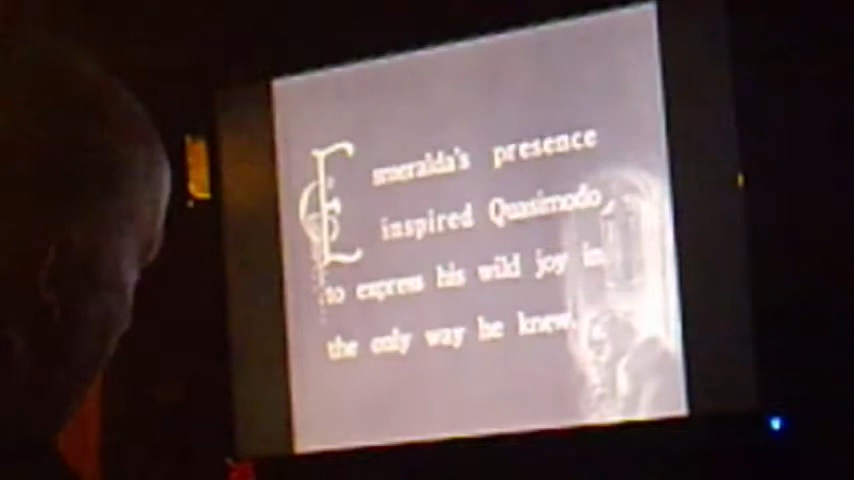 Esmeralda's presence
inspired Quasimodo
to express his wild joy in
the only way he knew.